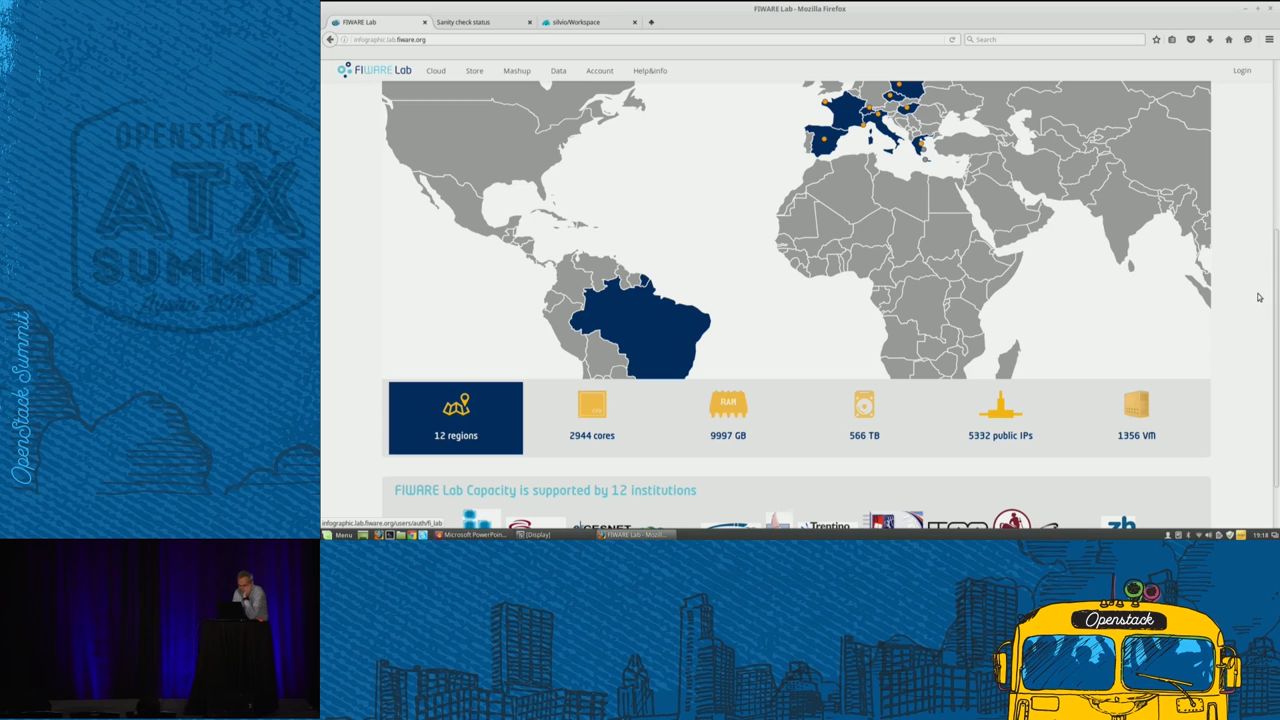 FIWARE Lab - Mozilla Firefox
FIWARE Lab
Sanity check status
silvio/Workspace
infographic.lab.fiware.org
Search
FIWARE Lab
Cloud
Store
Mashup
Data
Account
Help&info
Login
OPENSTACK
ATX
SUMMIT
Austin 2016
OpenStack Summit
RAM
12 regions
2944 cores
9997 GB
566 TB
5332 public IPs
1356 VM
FIWARE Lab Capacity is supported by 12 institutions
CESNET
Trentino
zh
infographic.lab.fiware.org/users/auth/fi_lab
Menu
Microsoft PowerPoin...
[Display]
FIWARE Lab - Mozill...
19:18
Openstack